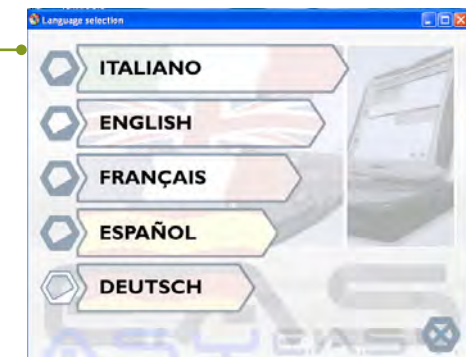 Language selection
ITALIANO
ENGLISH
FRANÇAIS
ESPAÑOL
DEUTSCH